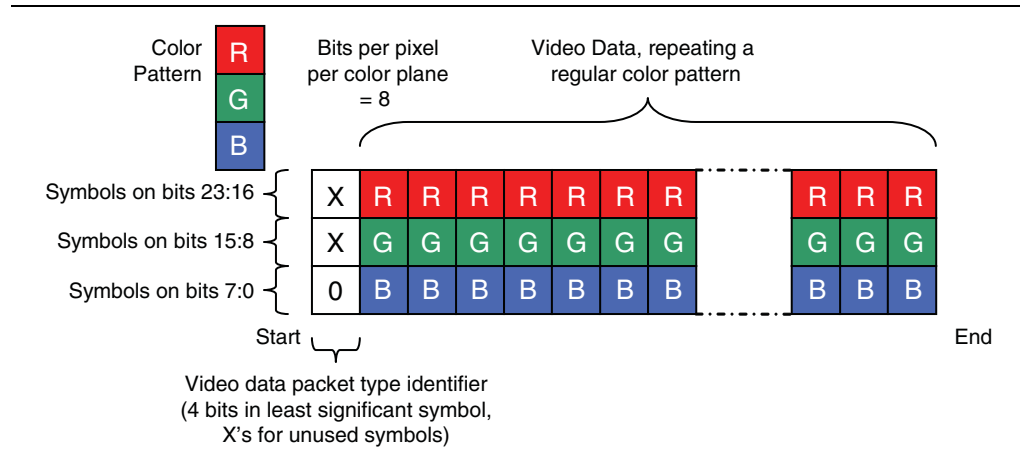 Color
Pattern
R
G
B
Bits per pixel
per color plane
= 8
Video Data, repeating a
regular color pattern
Symbols on bits 23:16
X R R R R R R R R R R
Symbols on bits 15:8
X G G G G G G G G G G
Symbols on bits 7:0
0 B B B B B B B B B B
Start
End
Video data packet type identifier
(4 bits in least significant symbol,
X's for unused symbols)